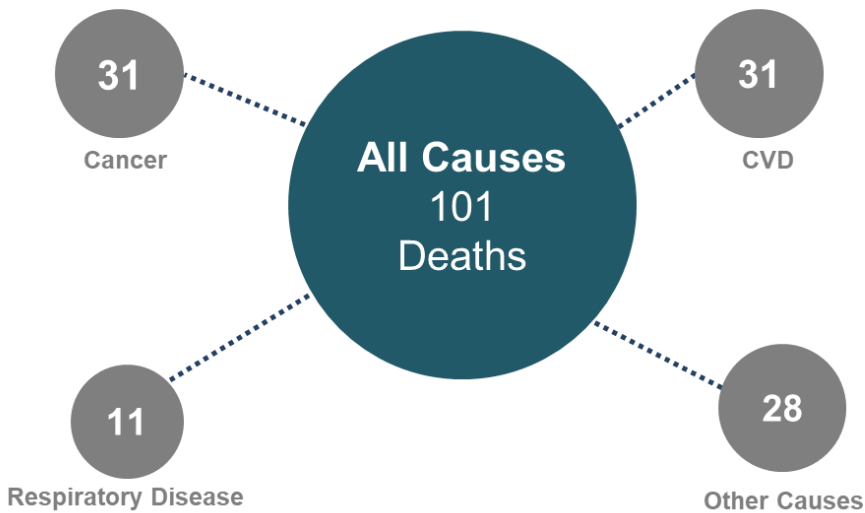 31
Cancer
31
CVD
All Causes
101
Deaths
11
Respiratory Disease
28
Other Causes